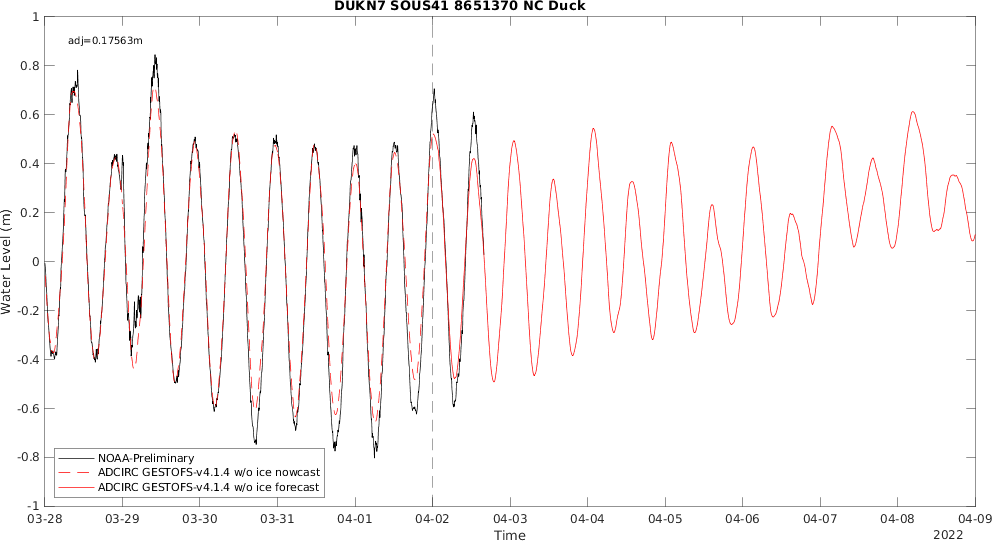 DUKN7 SOUS41 8651370 NC Duck
adj=0.17563m
1
0.8
0.6
0.4
0.2
0
-0.2
-0.4
-0.6
-0.8
-1
Water Level (m)
NOAA-Preliminary
ADCIRC GESTOFS-v4.1.4 w/o ice nowcast
ADCIRC GESTOFS-v4.1.4 w/o ice forecast
03-28 03-29 03-30 03-31 04-01 04-02 04-03 04-04 04-05 04-06 04-07 04-08 04-09
Time
2022